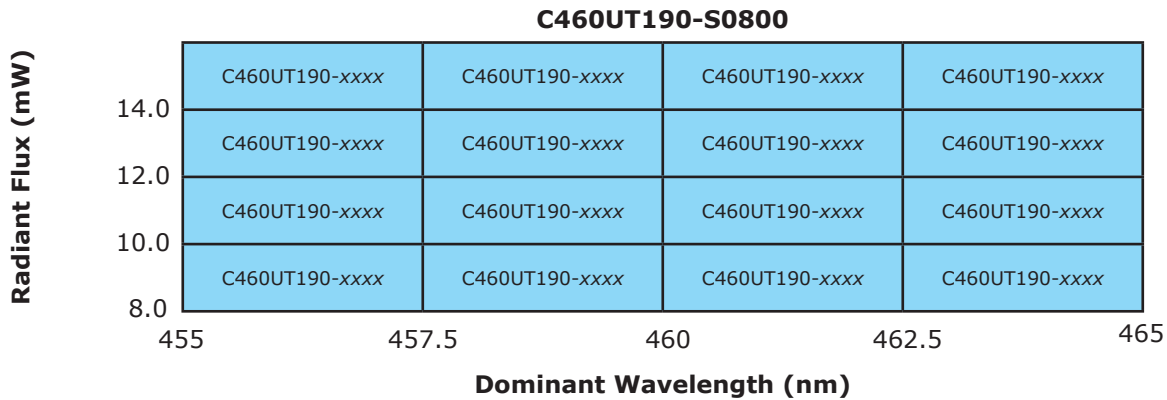 C460UT190-S0800
Radiant Flux (mW)
C460UT190-xxxx C460UT190-xxxx C460UT190-xxxx C460UT190-xxxx
14.0
C460UT190-xxxx C460UT190-xxxx C460UT190-xxxx C460UT190-xxxx
12.0
C460UT190-xxxx C460UT190-xxxx C460UT190-xxxx C460UT190-xxxx
10.0
C460UT190-xxxx C460UT190-xxxx C460UT190-xxxx C460UT190-xxxx
8.0
455 457.5 460 462.5 465
Dominant Wavelength (nm)